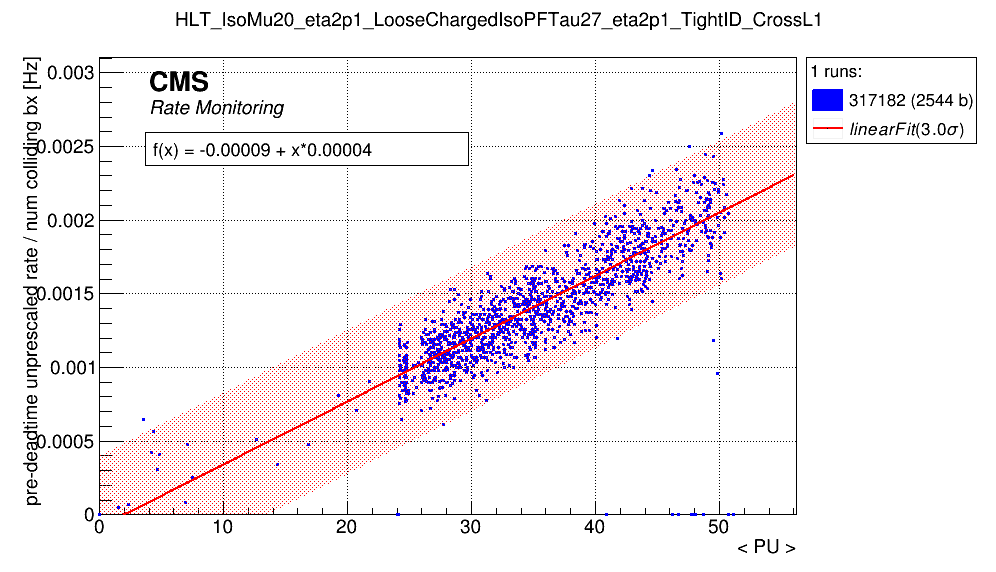 HLT_IsoMu20_eta2p1_LooseChargedIsoPFTau27_eta2p1_TightID_CrossL1
pre-deadtime unprescaled rate / num colliding bx [Hz]
CMS
Rate Monitoring
f(x) = -0.00009 + x*0.00004
1 runs:
317182 (2544 b)
linearFit(3.0σ)
0.003
0.0025
0.002
0.0015
0.001
0.0005
0
0 10 20 30 40 50
< PU >